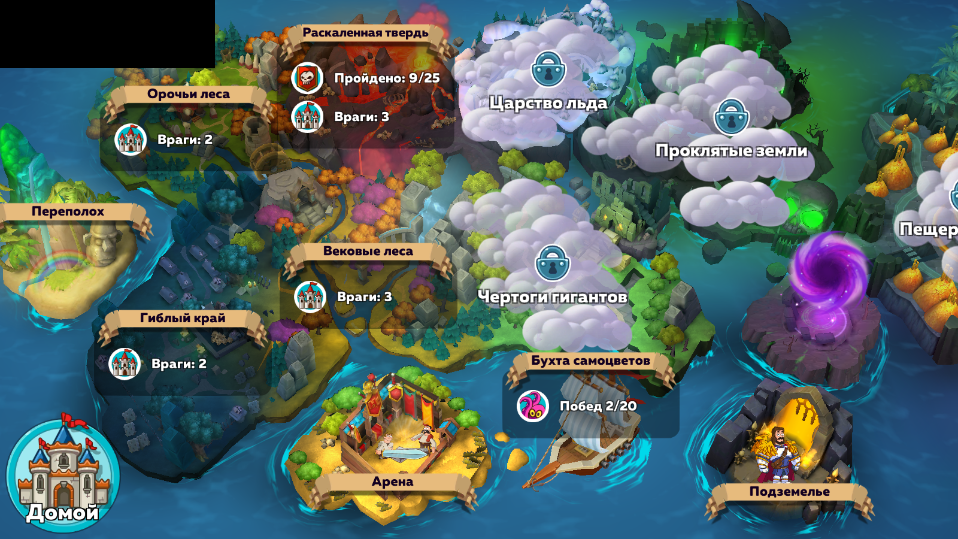 Раскаленная твердь
Пройдено: 9/25
Враги: 3
Орочьи леса
Враги: 2
Царство льда
Проклятые земли
Переполох
Пещер
Вековые леса
Враги: 3
Чертоги гигантов
Гиблый край
Враги: 2
Бухта самоцветов
Побед 2/20
Арена
Подземелье
Домой